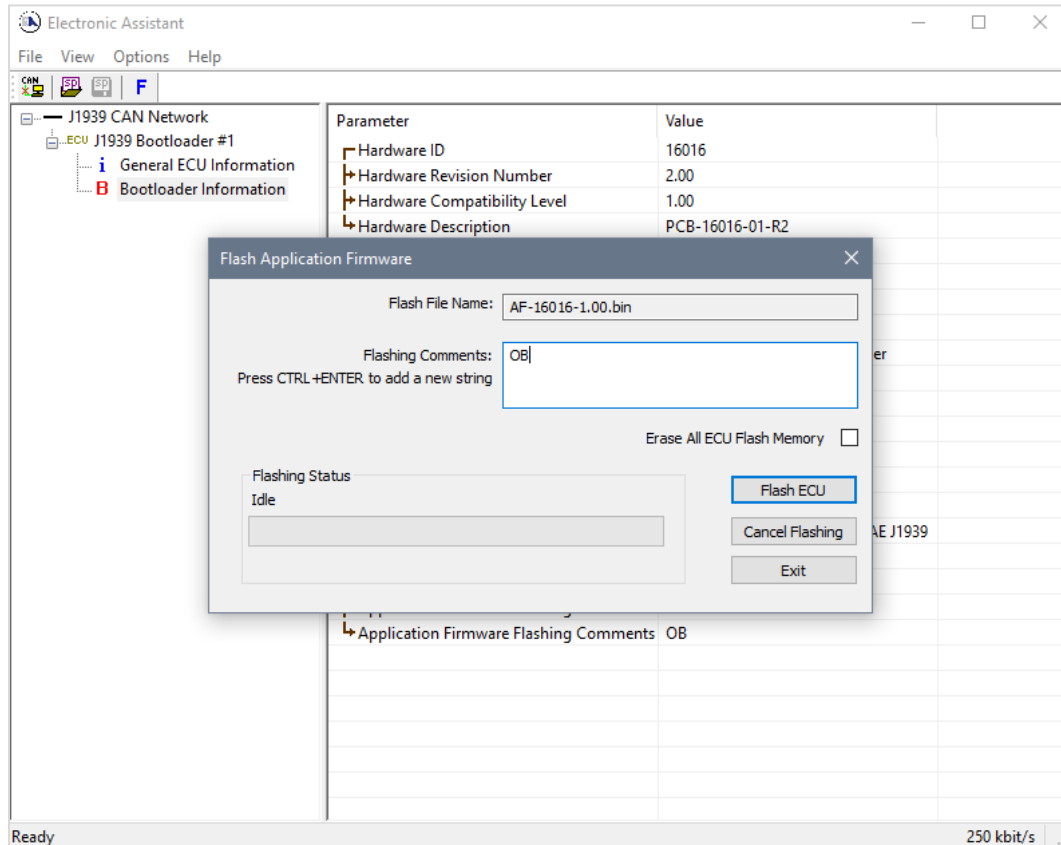 Electronic Assistant
File View Options Help
CAN SP SP F
J1939 CAN Network
ECU J1939 Bootloader #1
i General ECU Information
B Bootloader Information
Parameter Value
Hardware ID 16016
Hardware Revision Number 2.00
Hardware Compatibility Level 1.00
Hardware Description PCB-16016-01-R2
er
AE J1939
Application Firmware Flashing Comments OB
Flash Application Firmware
Flash File Name: AF-16016-1.00.bin
Flashing Comments: OB
Press CTRL+ENTER to add a new string
Erase All ECU Flash Memory
Flashing Status
Idle
Flash ECU
Cancel Flashing
Exit
Ready 250 kbit/s